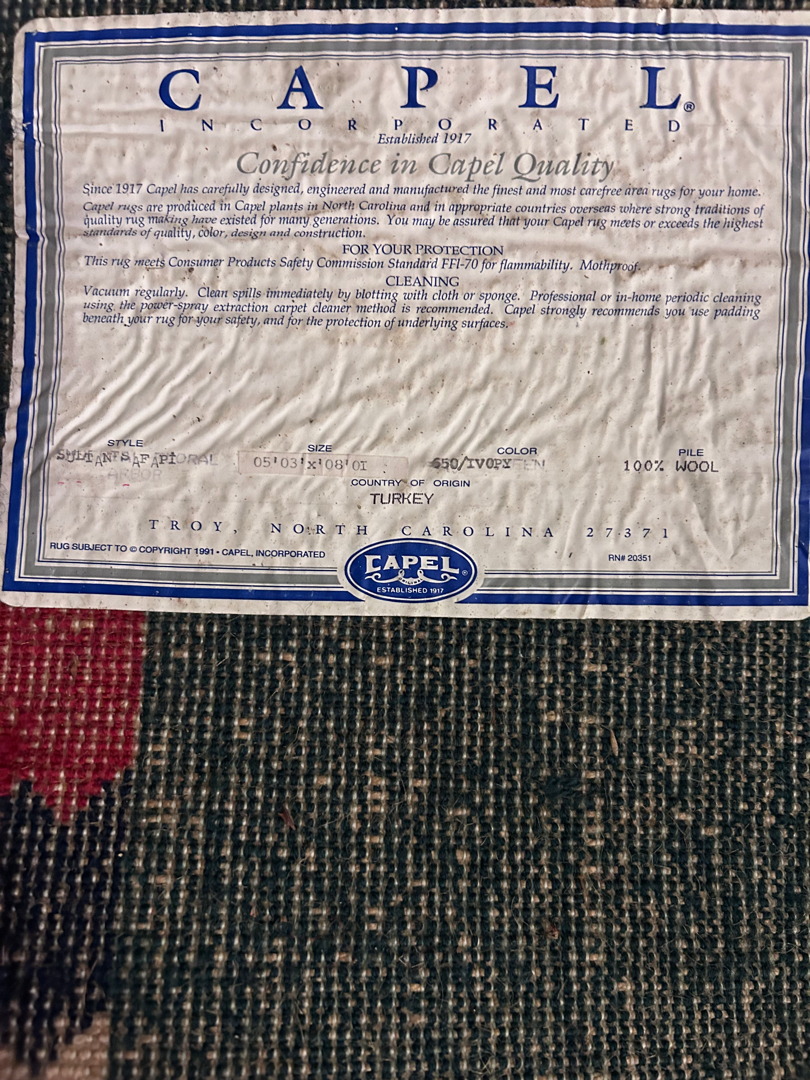 CAPEL®
INCORPORATED
Established 1917
Confidence in Capel Quality
Since 1917 Capel has carefully designed, engineered and manufactured the finest and most carefree area rugs for your home.
Capel rugs are produced in Capel plants in North Carolina and in appropriate countries overseas where strong traditions of
quality rug making have existed for many generations. You may be assured that your Capel rug meets or exceeds the highest
standards of quality, color, design and construction.
FOR YOUR PROTECTION
This rug meets Consumer Products Safety Commission Standard FFI-70 for flammability. Mothproof.
CLEANING
Vacuum regularly. Clean spills immediately by blotting with cloth or sponge. Professional or in-home periodic cleaning
using the power-spray extraction carpet cleaner method is recommended. Capel strongly recommends you use padding
beneath your rug for your safety, and for the protection of underlying surfaces.
STYLE SIZE COLOR PILE
05'03'x'08'01 100% WOOL
ARBOR
COUNTRY OF ORIGIN
TURKEY
TROY, NORTH CAROLINA 27371
RUG SUBJECT TO © COPYRIGHT 1991 • CAPEL, INCORPORATED
RN# 20351
CAPEL®
ESTABLISHED 1917